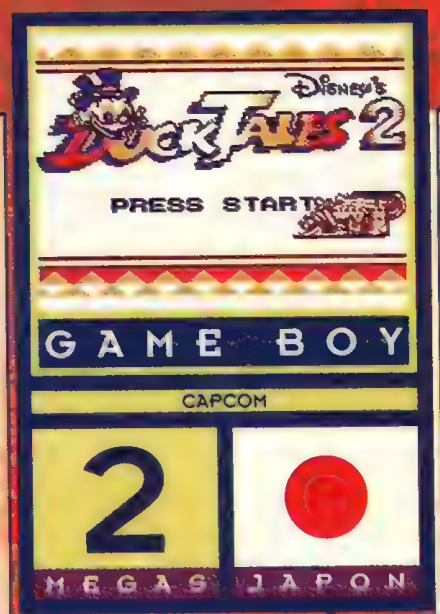 Disney's
DuckTales 2
PRESS START
GAME BOY
CAPCOM
2
MEGAS
JAPON